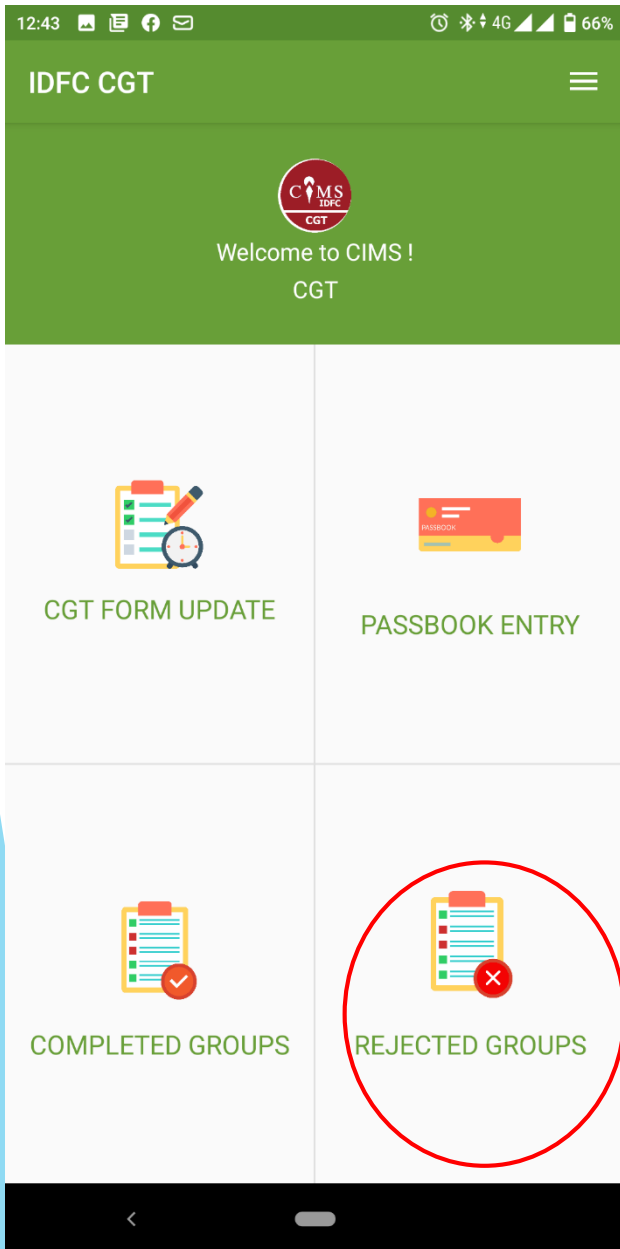 12:43
4G
66%
IDFC CGT
CIMS
IDFC
CGT
Welcome to CIMS !
CGT
CGT FORM UPDATE
PASSBOOK
PASSBOOK ENTRY
COMPLETED GROUPS
REJECTED GROUPS